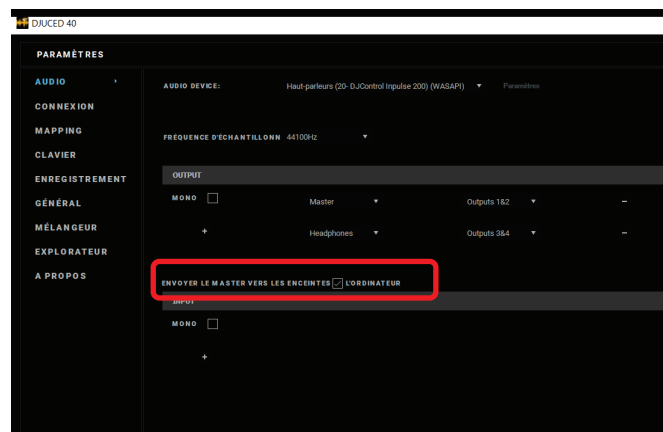 DJUCED 40
PARAMÈTRES
AUDIO
AUDIO DEVICE: Haut-parleurs (20- DJControl Inpulse 200) (WASAPI) Paramètres
CONNEXION
MAPPING
FRÉQUENCE D'ÉCHANTILLONN 44100Hz
CLAVIER
ENREGISTREMENT
OUTPUT
GÉNÉRAL
MONO Master Outputs 1&2 −
MÉLANGEUR
+ Headphones Outputs 3&4 −
EXPLORATEUR
A PROPOS
ENVOYER LE MASTER VERS LES ENCEINTES L'ORDINATEUR
INPUT
MONO
+